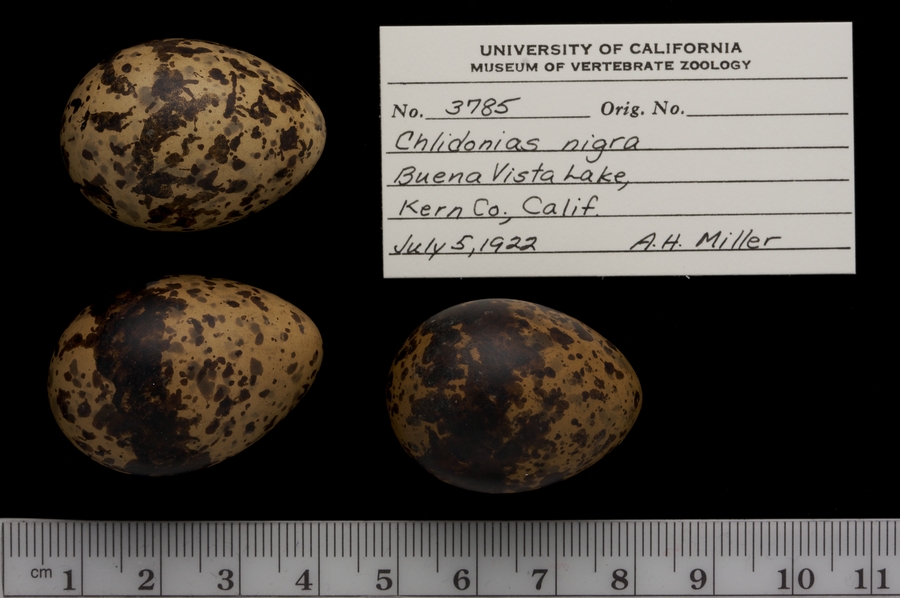 UNIVERSITY OF CALIFORNIA
MUSEUM OF VERTEBRATE ZOOLOGY
No. 3785 Orig. No.
Chlidonias nigra
Buena Vista Lake,
Kern Co., Calif.
July 5, 1922 A.H. Miller
cm 1 2 3 4 5 6 7 8 9 10 11